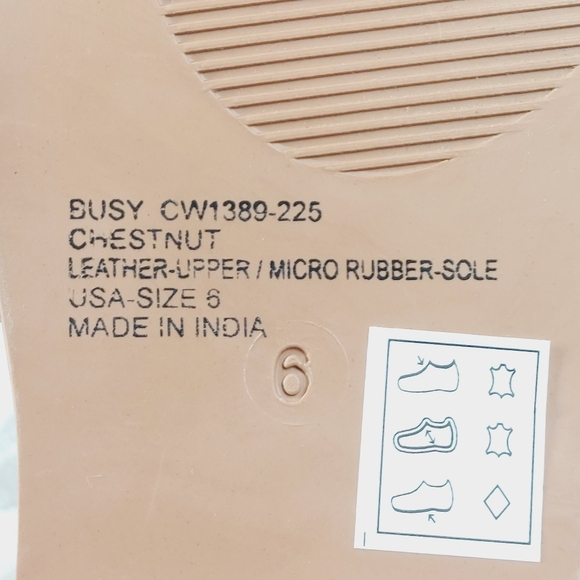 BUSY CW1389-225
CHESTNUT
LEATHER-UPPER / MICRO RUBBER-SOLE
USA-SIZE 6
MADE IN INDIA
6